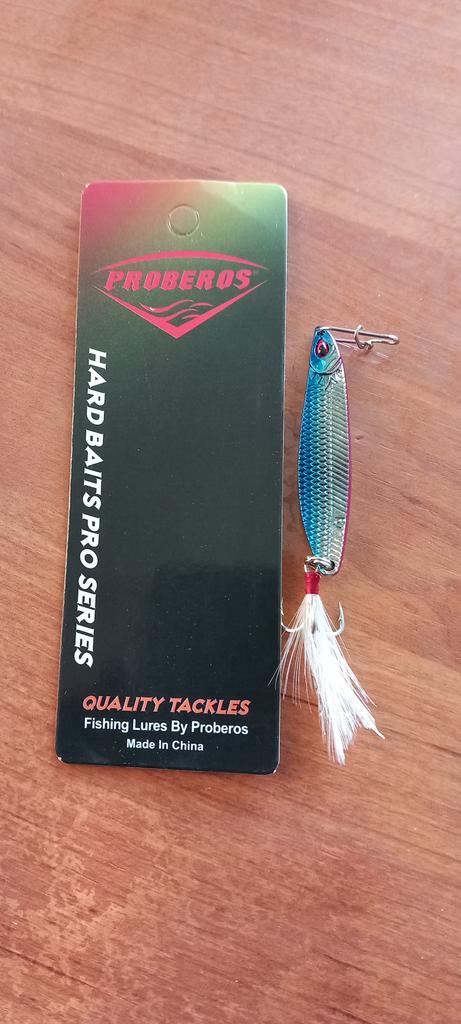 PROBEROS
HARD BAITS PRO SERIES
QUALITY TACKLES
Fishing Lures By Proberos
Made In China